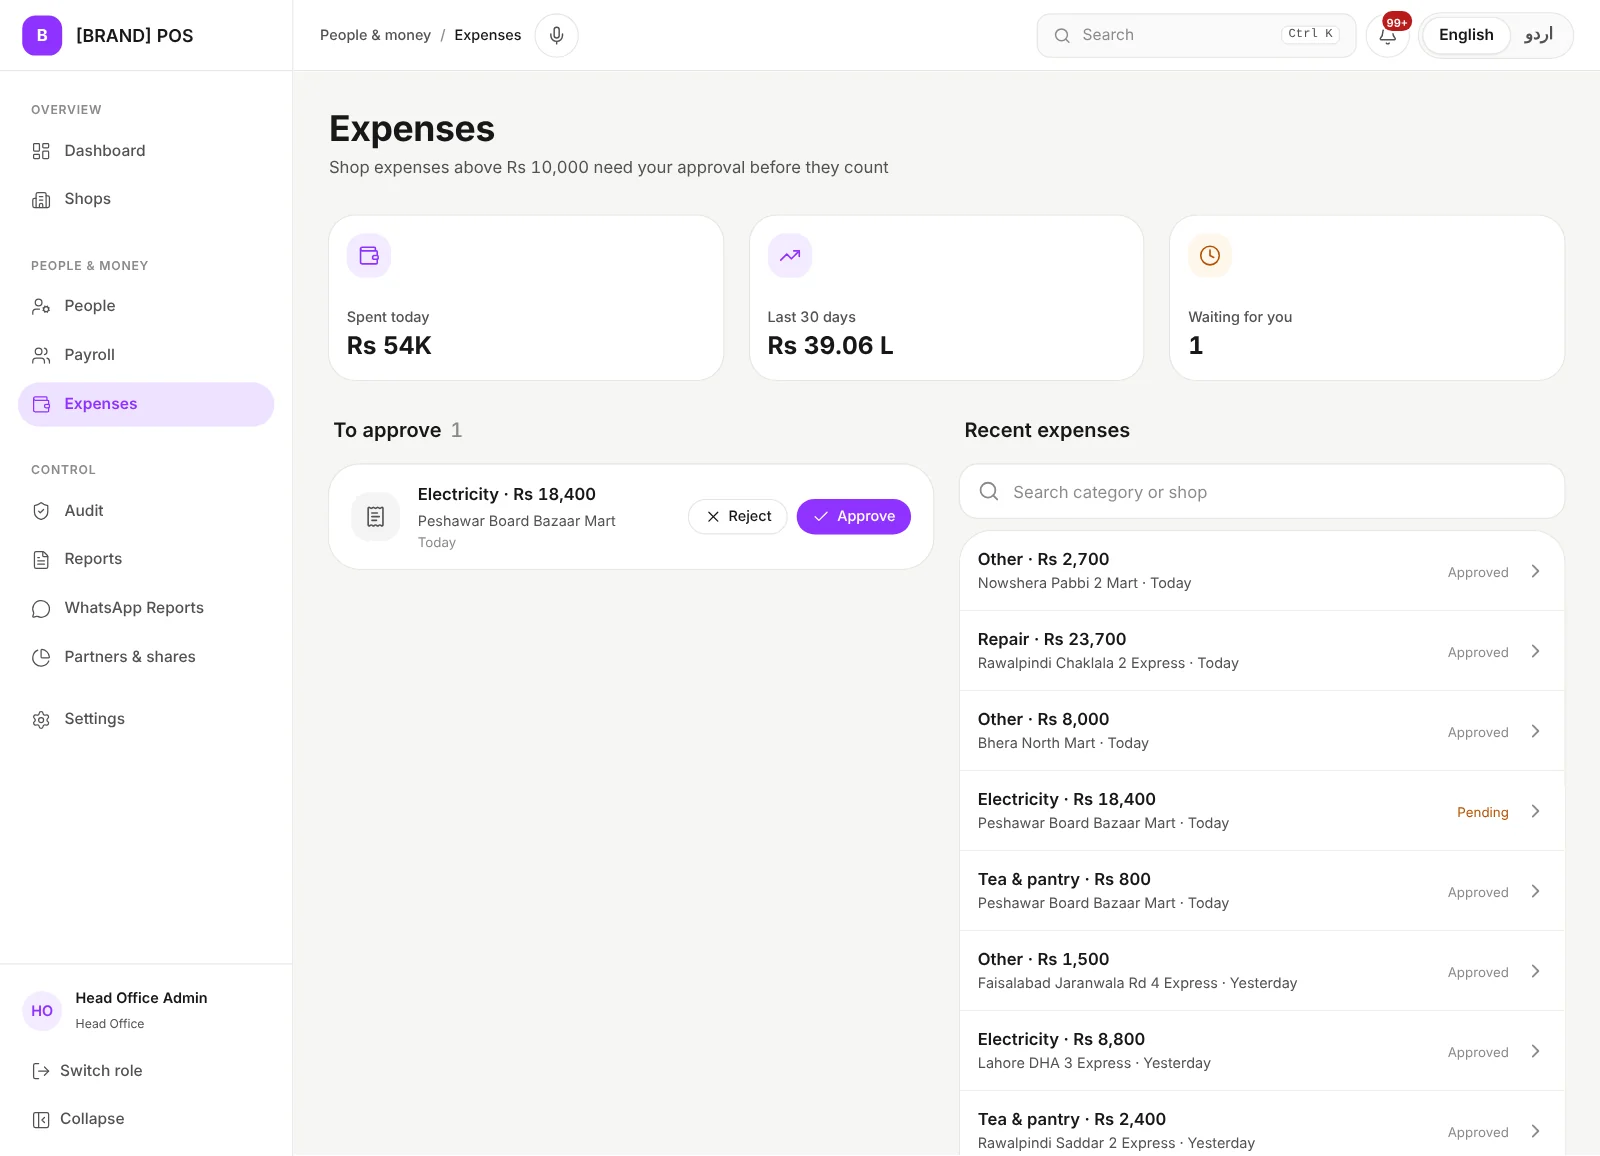 B
[BRAND] POS
People & money / Expenses
Search
Ctrl K
99+
English
اردو
OVERVIEW
Dashboard
Shops
PEOPLE & MONEY
People
Payroll
Expenses
CONTROL
Audit
Reports
WhatsApp Reports
Partners & shares
Settings
HO
Head Office Admin
Head Office
Switch role
Collapse
Expenses
Shop expenses above Rs 10,000 need your approval before they count
Spent today
Rs 54K
Last 30 days
Rs 39.06 L
Waiting for you
1
To approve 1
Electricity · Rs 18,400
Peshawar Board Bazaar Mart
Today
Reject
Approve
Recent expenses
Search category or shop
Other · Rs 2,700
Nowshera Pabbi 2 Mart · Today
Approved
Repair · Rs 23,700
Rawalpindi Chaklala 2 Express · Today
Approved
Other · Rs 8,000
Bhera North Mart · Today
Approved
Electricity · Rs 18,400
Peshawar Board Bazaar Mart · Today
Pending
Tea & pantry · Rs 800
Peshawar Board Bazaar Mart · Today
Approved
Other · Rs 1,500
Faisalabad Jaranwala Rd 4 Express · Yesterday
Approved
Electricity · Rs 8,800
Lahore DHA 3 Express · Yesterday
Approved
Tea & pantry · Rs 2,400
Rawalpindi Saddar 2 Express · Yesterday
Approved